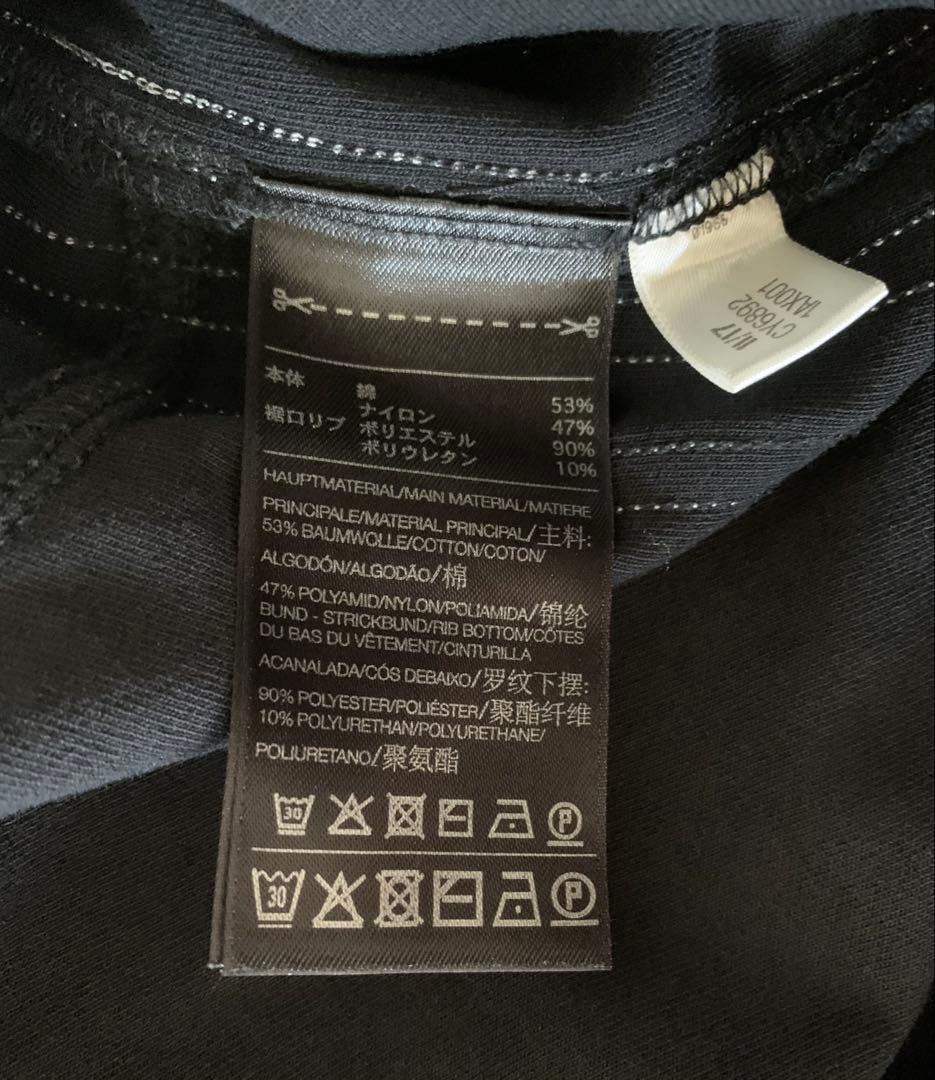 本体 綿 53%
ナイロン 47%
裾口リブ ポリエステル 90%
ポリウレタン 10%
HAUPTMATERIAL/MAIN MATERIAL/MATIERE
PRINCIPALE/MATERIAL PRINCIPAL/主料:
53% BAUMWOLLE/COTTON/COTON/
ALGODÓN/ALGODÃO/棉
47% POLYAMID/NYLON/POLIAMIDA/锦纶
BUND - STRICKBUND/RIB BOTTOM/CÔTES
DU BAS DU VÊTEMENT/CINTURILLA
ACANALADA/CÓS DEBAIXO/罗纹下摆:
90% POLYESTER/POLIÉSTER/聚酯纤维
10% POLYURETHAN/POLYURETHANE/
POLIURETANO/聚氨酯
30 P
30 P
11/17
CY6892
1AX001